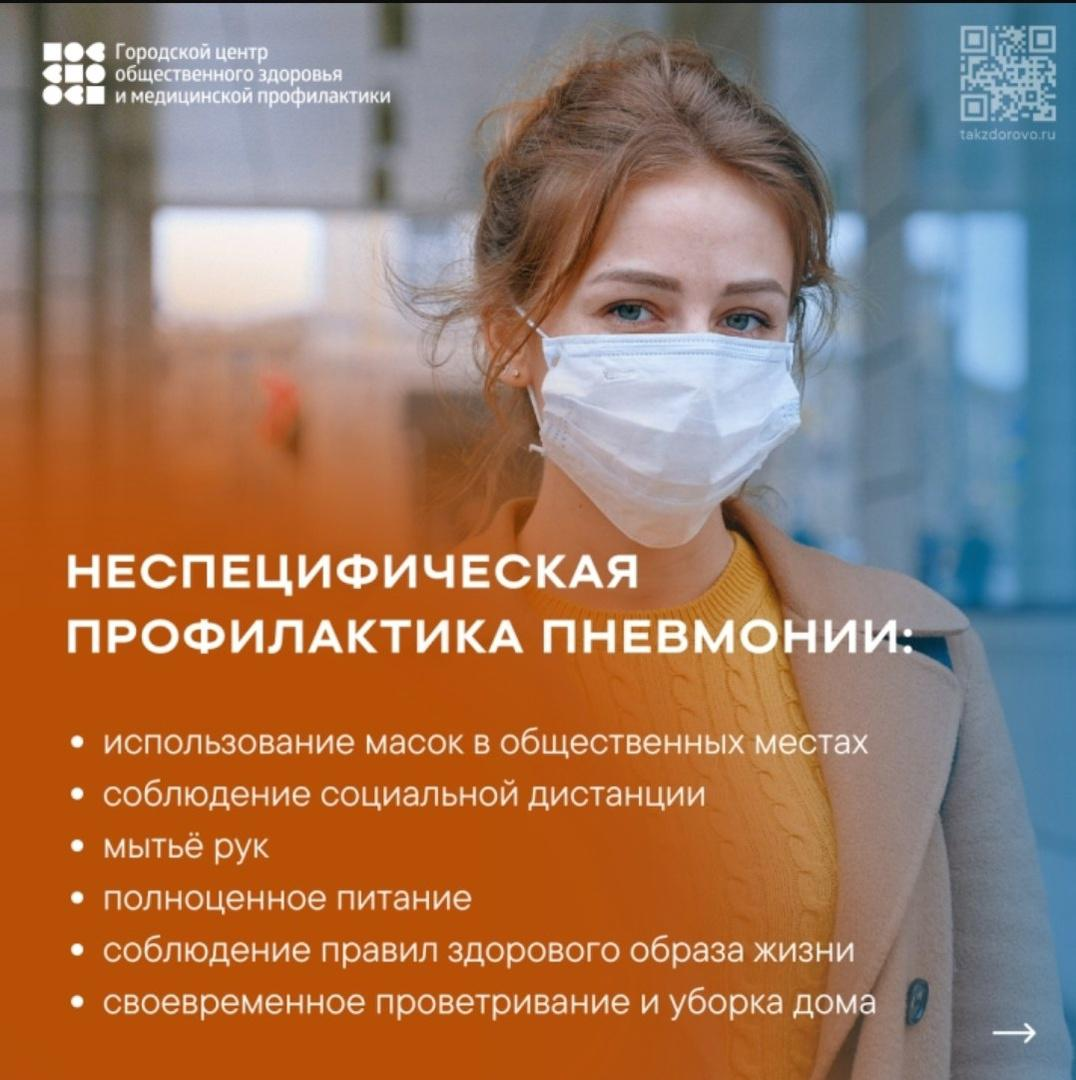 Городской центр
общественного здоровья
и медицинской профилактики
takzdorovo.ru
НЕСПЕЦИФИЧЕСКАЯ
ПРОФИЛАКТИКА ПНЕВМОНИИ:
• использование масок в общественных местах
• соблюдение социальной дистанции
• мытьё рук
• полноценное питание
• соблюдение правил здорового образа жизни
• своевременное проветривание и уборка дома